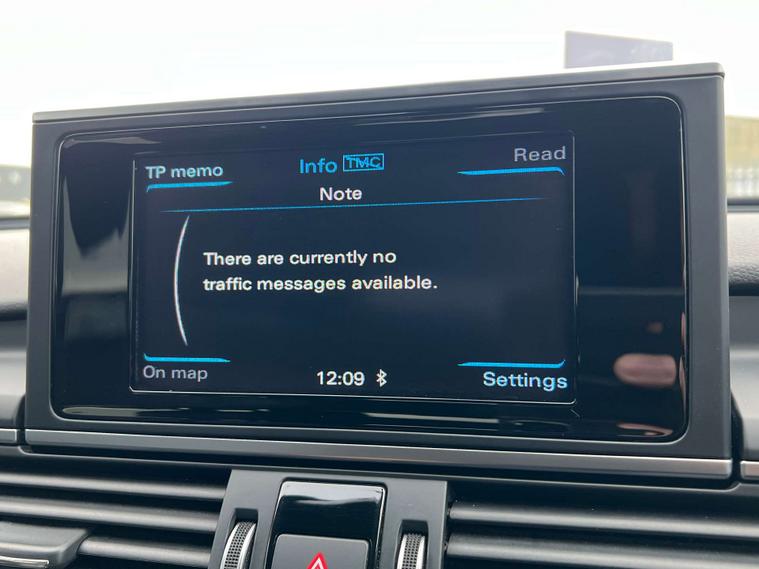 TP memo
Info TMC
Read
Note
There are currently no
traffic messages available.
On map
12:09
Settings